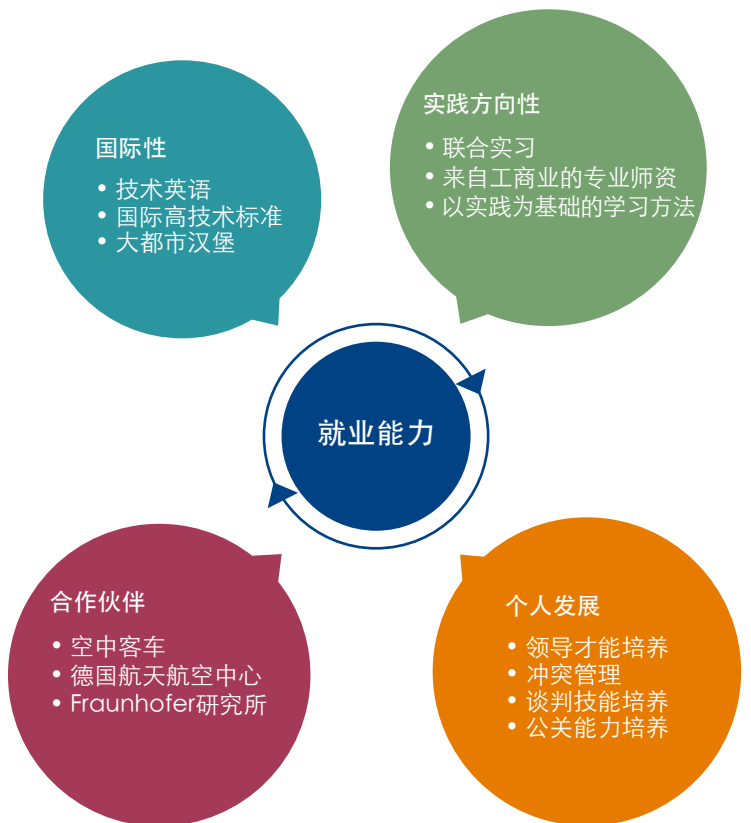 国际性
• 技术英语
• 国际高技术标准
• 大都市汉堡
实践方向性
• 联合实习
• 来自工商业的专业师资
• 以实践为基础的学习方法
就业能力
合作伙伴
• 空中客车
• 德国航天航空中心
• Fraunhofer研究所
个人发展
• 领导才能培养
• 冲突管理
• 谈判技能培养
• 公关能力培养